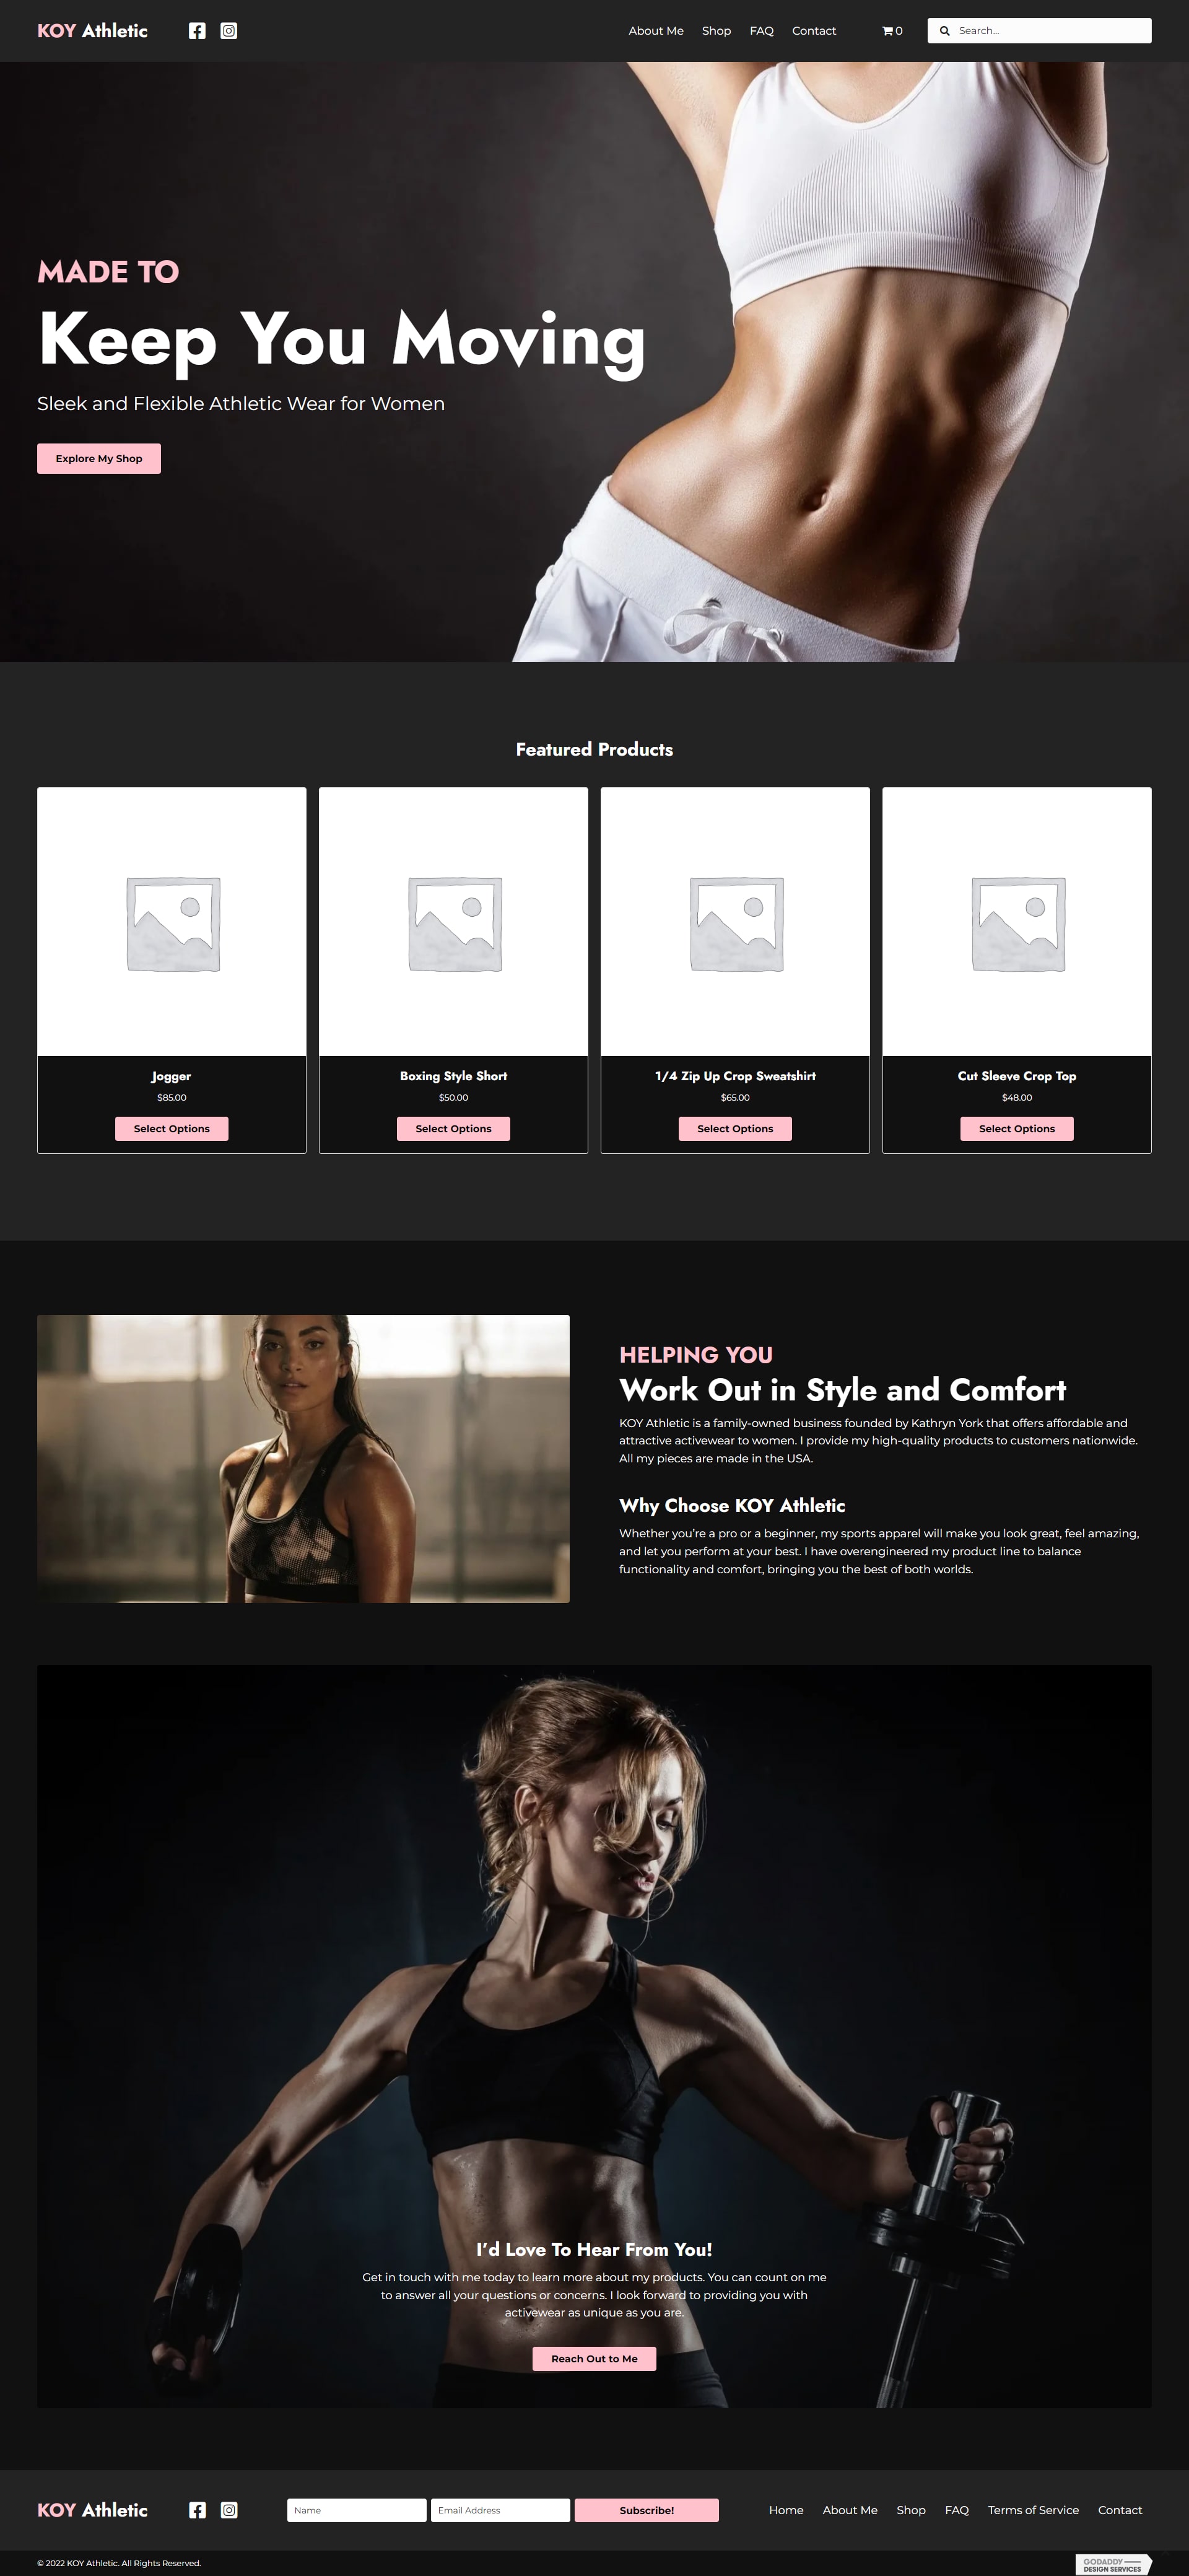 KOY Athletic
About Me Shop FAQ Contact 0 Search...
MADE TO
Keep You Moving
Sleek and Flexible Athletic Wear for Women
Explore My Shop
Featured Products
Jogger
$85.00
Select Options
Boxing Style Short
$50.00
Select Options
1/4 Zip Up Crop Sweatshirt
$65.00
Select Options
Cut Sleeve Crop Top
$48.00
Select Options
HELPING YOU
Work Out in Style and Comfort
KOY Athletic is a family-owned business founded by Kathryn York that offers affordable and
attractive activewear to women. I provide my high-quality products to customers nationwide.
All my pieces are made in the USA.
Why Choose KOY Athletic
Whether you’re a pro or a beginner, my sports apparel will make you look great, feel amazing,
and let you perform at your best. I have overengineered my product line to balance
functionality and comfort, bringing you the best of both worlds.
I’d Love To Hear From You!
Get in touch with me today to learn more about my products. You can count on me
to answer all your questions or concerns. I look forward to providing you with
activewear as unique as you are.
Reach Out to Me
KOY Athletic
Name Email Address Subscribe!
Home About Me Shop FAQ Terms of Service Contact
© 2022 KOY Athletic. All Rights Reserved.
GODADDY
DESIGN SERVICES